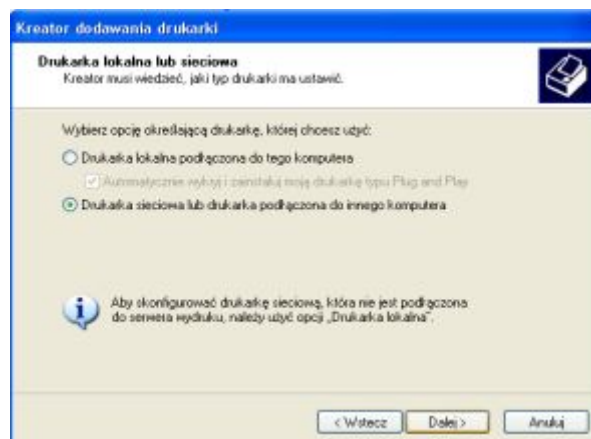 Kreator dodawania drukarki
Drukarka lokalna lub sieciowa
Kreator musi wiedzieć, jaki typ drukarki ma ustawić.
Wybierz opcję określającą drukarkę, której chcesz użyć:
Drukarka lokalna podłączona do tego komputera
Automatycznie wykryj i zainstaluj moją drukarkę typu Plug and Play
Drukarka sieciowa lub drukarka podłączona do innego komputera
Aby skonfigurować drukarkę sieciową, która nie jest podłączona
do serwera wydruku, należy użyć opcji „Drukarka lokalna”.
< Wstecz Dalej > Anuluj